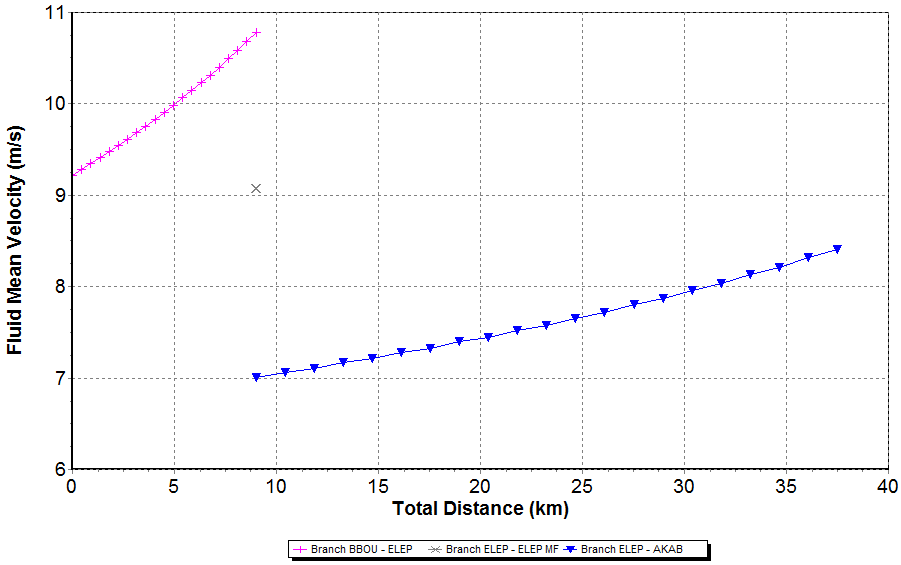 11
10
9
8
7
6
Fluid Mean Velocity (m/s)
0 5 10 15 20 25 30 35 40
Total Distance (km)
Branch BBOU - ELEP Branch ELEP - ELEP MF Branch ELEP - AKAB